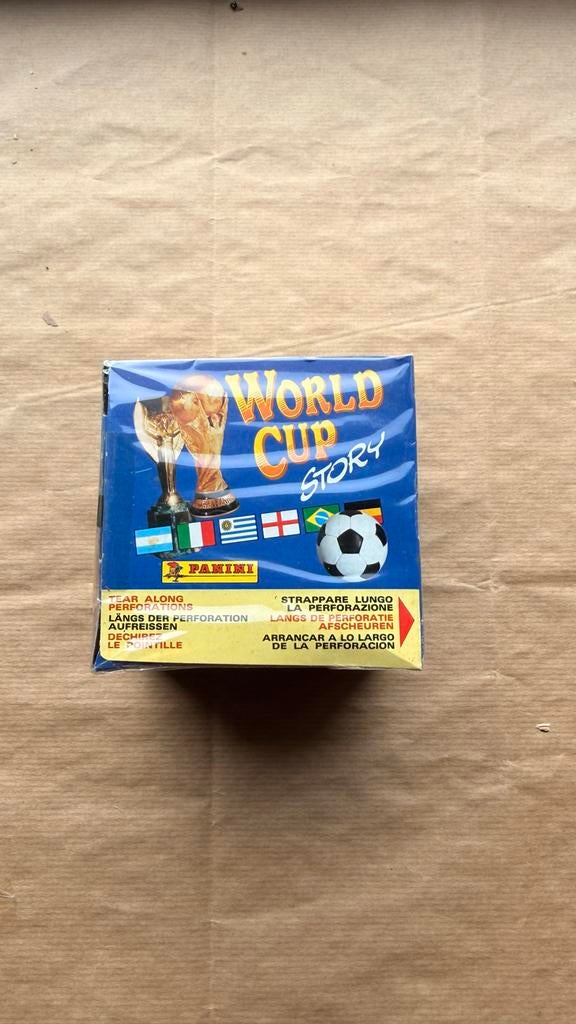 WORLD
CUP
STORY
PANINI
TEAR ALONG
PERFORATIONS
LÄNGS DER PERFORATION
AUFREISSEN
DECHIREZ
LE POINTILLE
STRAPPARE LUNGO
LA PERFORAZIONE
LANGS DE PERFORATIE
AFSCHEUREN
ARRANCAR A LO LARGO
DE LA PERFORACION